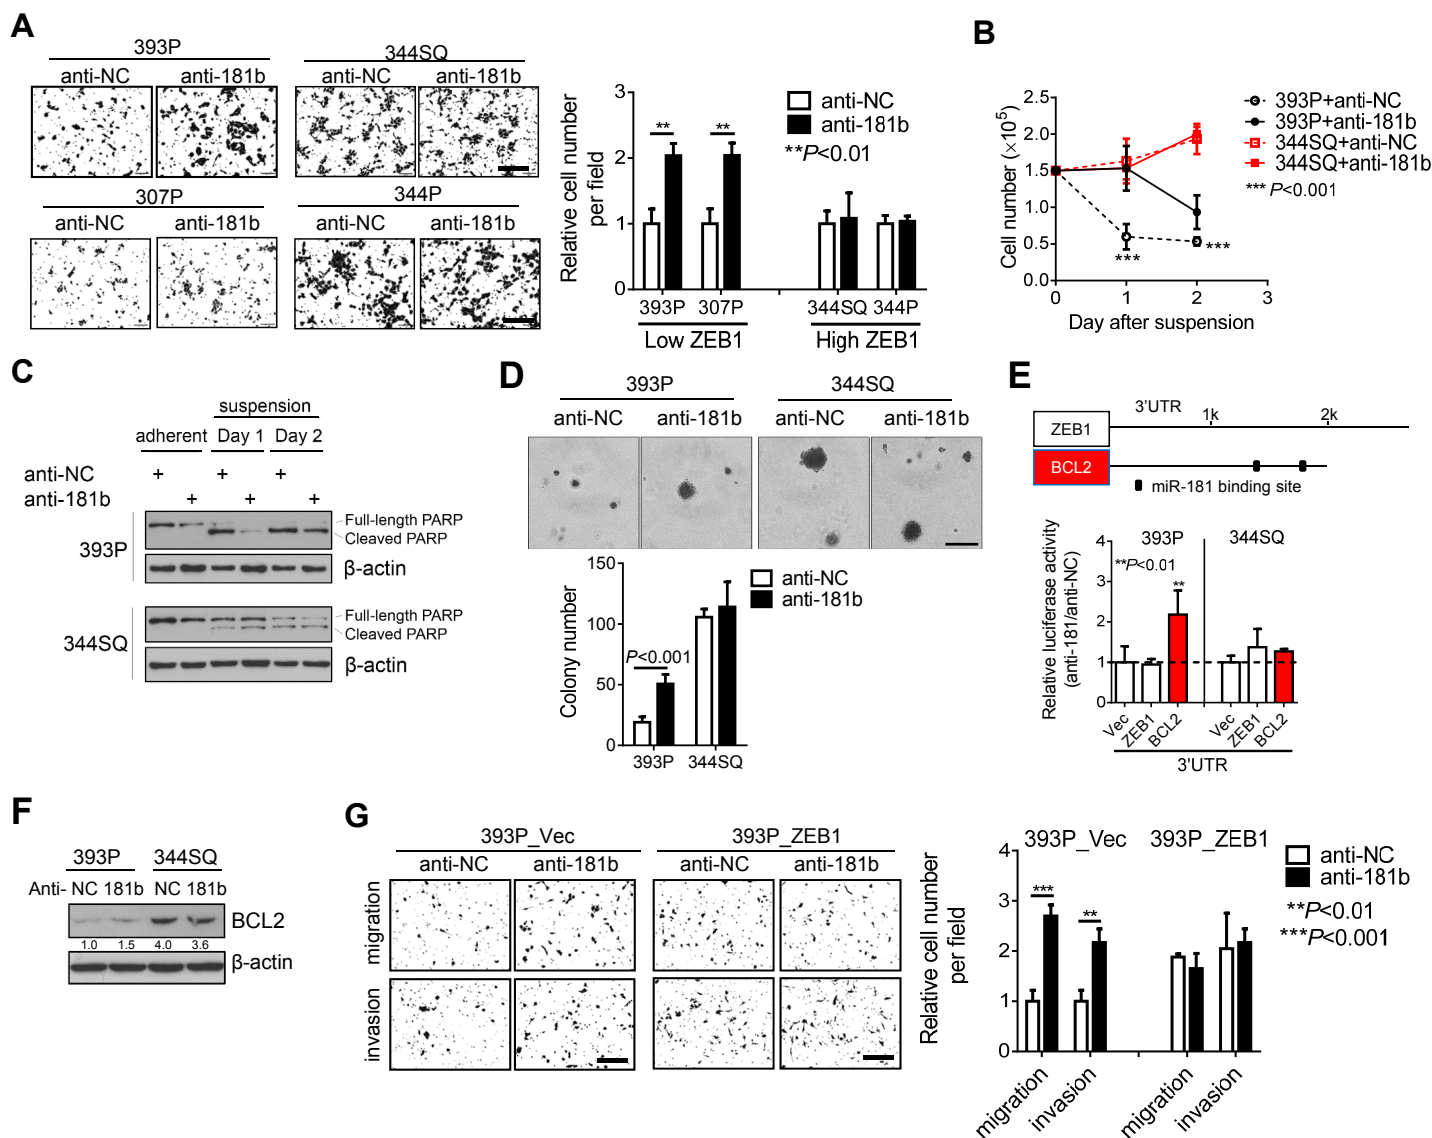 A
393P
344SQ
anti-NC
anti-181b
anti-NC
anti-181b
307P
344P
anti-NC
anti-181b
anti-NC
anti-181b
Relative cell number
per field
3
2
1
0
**
**
anti-NC
anti-181b
**P<0.01
393P
307P
344SQ
344P
Low ZEB1
High ZEB1
B
Cell number (×10⁵)
2.5
2.0
1.5
1.0
0.5
0.0
0
1
2
3
Day after suspension
***
***
393P+anti-NC
393P+anti-181b
344SQ+anti-NC
344SQ+anti-181b
*** P<0.001
C
suspension
adherent
Day 1
Day 2
anti-NC
+
+
+
anti-181b
+
+
+
393P
Full-length PARP
Cleaved PARP
β-actin
344SQ
Full-length PARP
Cleaved PARP
β-actin
D
393P
344SQ
anti-NC
anti-181b
anti-NC
anti-181b
Colony number
150
100
50
0
P<0.001
anti-NC
anti-181b
393P
344SQ
E
3'UTR
1k
2k
ZEB1
BCL2
miR-181 binding site
Relative luciferase activity
(anti-181/anti-NC)
4
3
2
1
0
393P
344SQ
**P<0.01
**
Vec
ZEB1
BCL2
Vec
ZEB1
BCL2
3'UTR
F
393P
344SQ
Anti- NC 181b NC 181b
BCL2
1.0 1.5 4.0 3.6
β-actin
G
393P_Vec
393P_ZEB1
anti-NC
anti-181b
anti-NC
anti-181b
migration
invasion
Relative cell number
per field
4
3
2
1
0
393P_Vec
393P_ZEB1
***
**
anti-NC
anti-181b
**P<0.01
***P<0.001
migration
invasion
migration
invasion